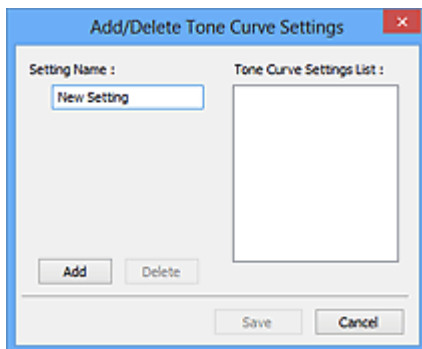 Add/Delete Tone Curve Settings
Setting Name :
Tone Curve Settings List :
New Setting
Add
Delete
Save
Cancel